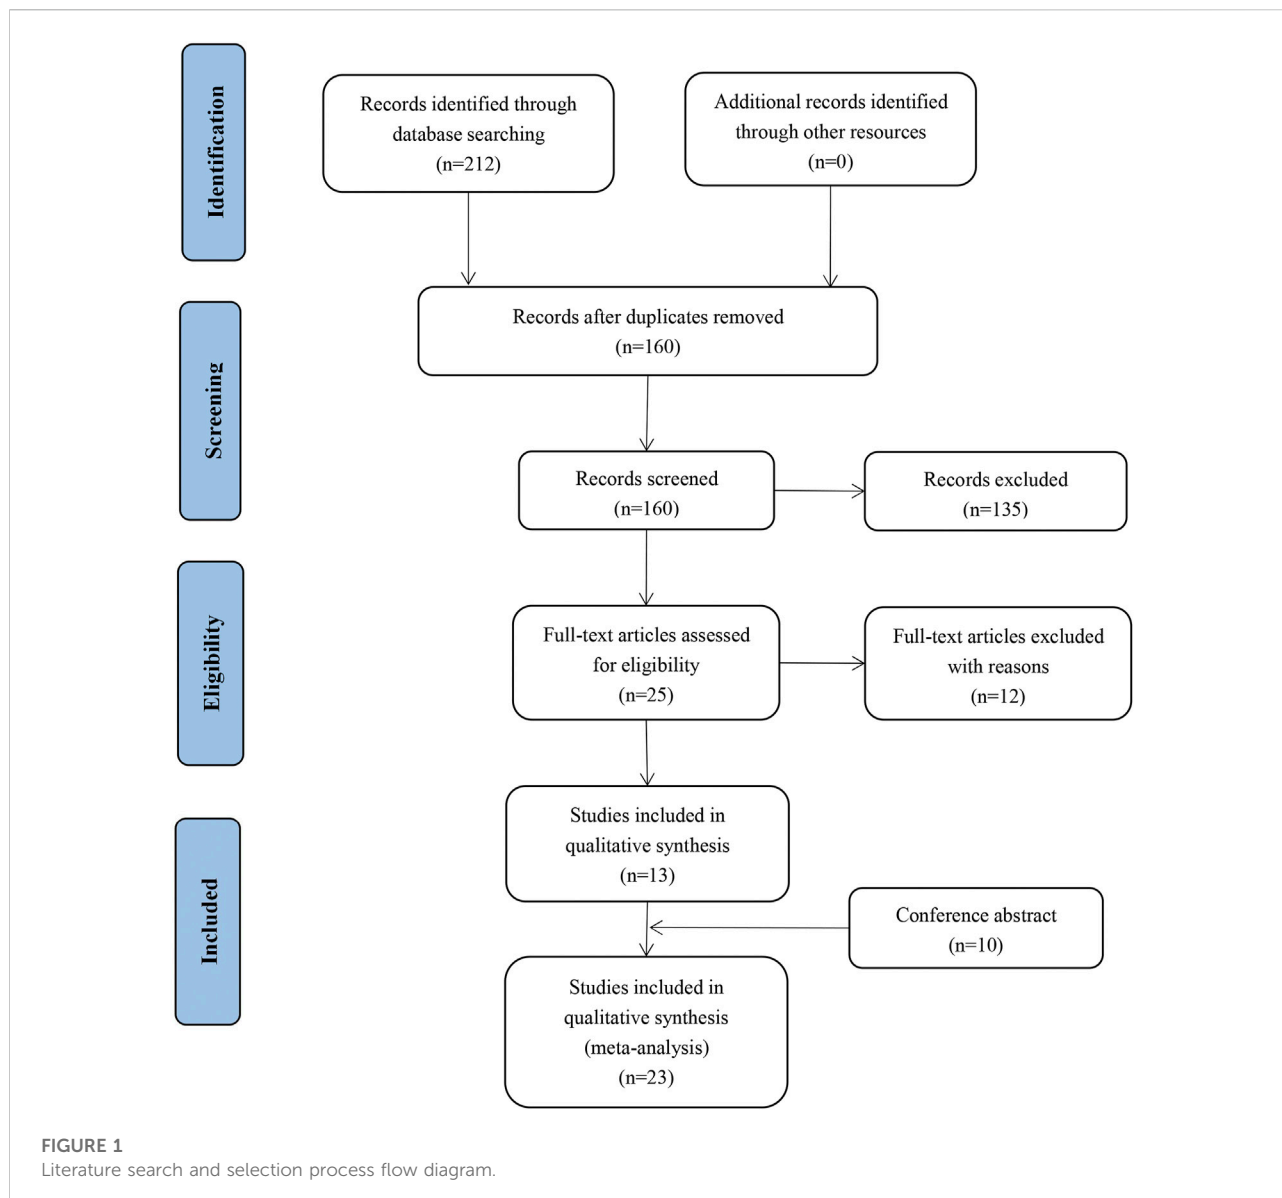 Identification
Records identified through
database searching
(n=212)
Additional records identified
through other resources
(n=0)
Screening
Records after duplicates removed
(n=160)
Records screened
(n=160)
Records excluded
(n=135)
Eligibility
Full-text articles assessed
for eligibility
(n=25)
Full-text articles excluded
with reasons
(n=12)
Included
Studies included in
qualitative synthesis
(n=13)
Conference abstract
(n=10)
Studies included in
qualitative synthesis
(meta-analysis)
(n=23)
FIGURE 1
Literature search and selection process flow diagram.